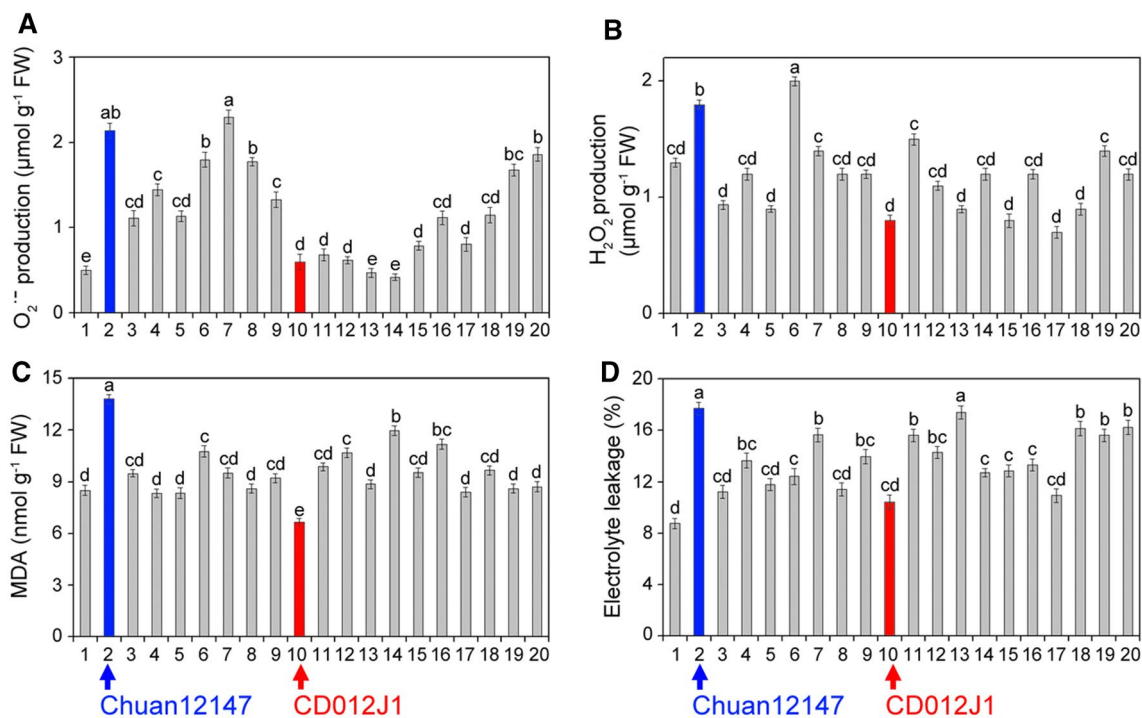 A
O₂·⁻ production (μmol g⁻¹ FW)
3
2
1
0
e
ab
cd
c
cd
b
a
b
c
d
d
d
e
e
d
cd
d
cd
bc
b
1 2 3 4 5 6 7 8 9 10 11 12 13 14 15 16 17 18 19 20
B
H₂O₂ production
(μmol g⁻¹ FW)
2
1
0
cd
b
d
cd
d
a
c
cd
cd
d
c
cd
d
cd
d
cd
d
d
c
cd
1 2 3 4 5 6 7 8 9 10 11 12 13 14 15 16 17 18 19 20
C
MDA (nmol g⁻¹ FW)
15
12
9
6
3
0
d
a
cd
d
d
c
cd
d
cd
e
cd
c
d
b
cd
bc
d
cd
d
d
1 2 3 4 5 6 7 8 9 10 11 12 13 14 15 16 17 18 19 20
Chuan12147
CD012J1
D
Electrolyte leakage (%)
20
16
12
8
4
0
d
a
cd
bc
cd
c
b
cd
c
cd
b
bc
a
c
c
c
cd
b
b
b
1 2 3 4 5 6 7 8 9 10 11 12 13 14 15 16 17 18 19 20
Chuan12147
CD012J1